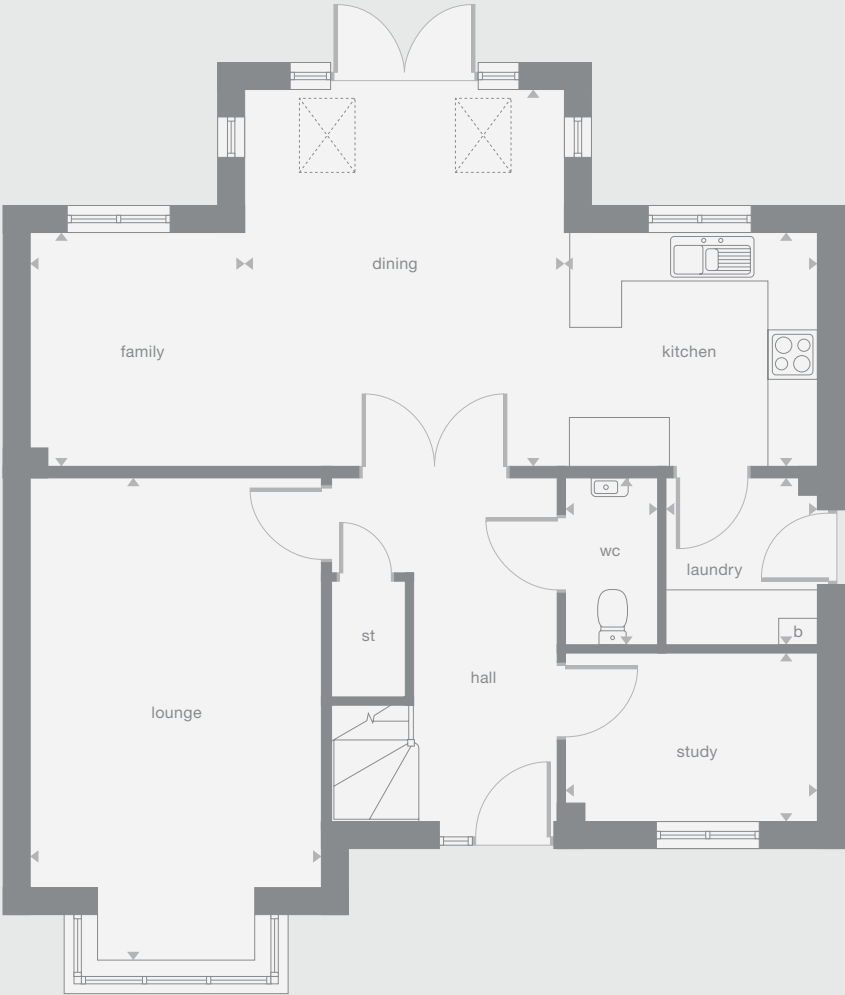 dining
family
kitchen
wc
laundry
b
st
hall
lounge
study